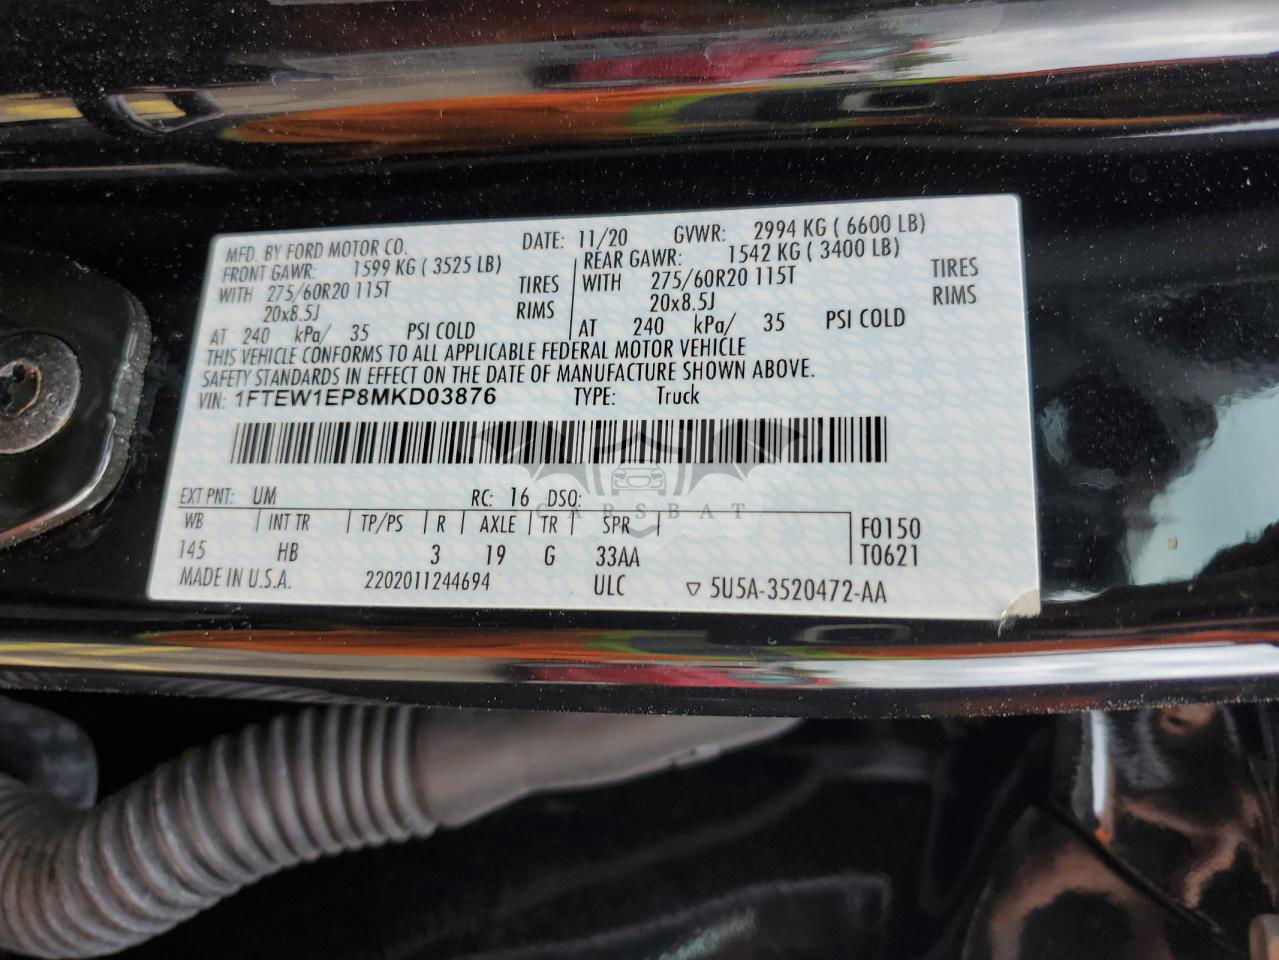 MFD. BY FORD MOTOR CO. DATE: 11/20 GVWR: 2994 KG ( 6600 LB)
FRONT GAWR: 1599 KG ( 3525 LB) REAR GAWR: 1542 KG ( 3400 LB)
WITH 275/60R20 115T TIRES WITH 275/60R20 115T TIRES
20x8.5J RIMS 20x8.5J RIMS
AT 240 kPa/ 35 PSI COLD AT 240 kPa/ 35 PSI COLD
THIS VEHICLE CONFORMS TO ALL APPLICABLE FEDERAL MOTOR VEHICLE
SAFETY STANDARDS IN EFFECT ON THE DATE OF MANUFACTURE SHOWN ABOVE.
VIN: 1FTEW1EP8MKD03876 TYPE: Truck
EXT PNT: UM RC: 16 DSO:
CARSBAT
WB INT TR TP/PS R AXLE TR SPR F0150
145 HB 3 19 G 33AA T0621
MADE IN U.S.A. 2202011244694 ULC ▽ 5U5A-3520472-AA